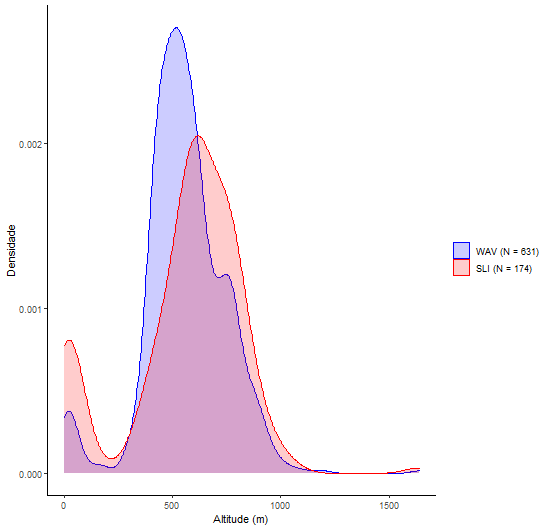 Densidade
0.002
0.001
0.000
0
500
1000
1500
Altitude (m)
WAV (N = 631)
SLI (N = 174)